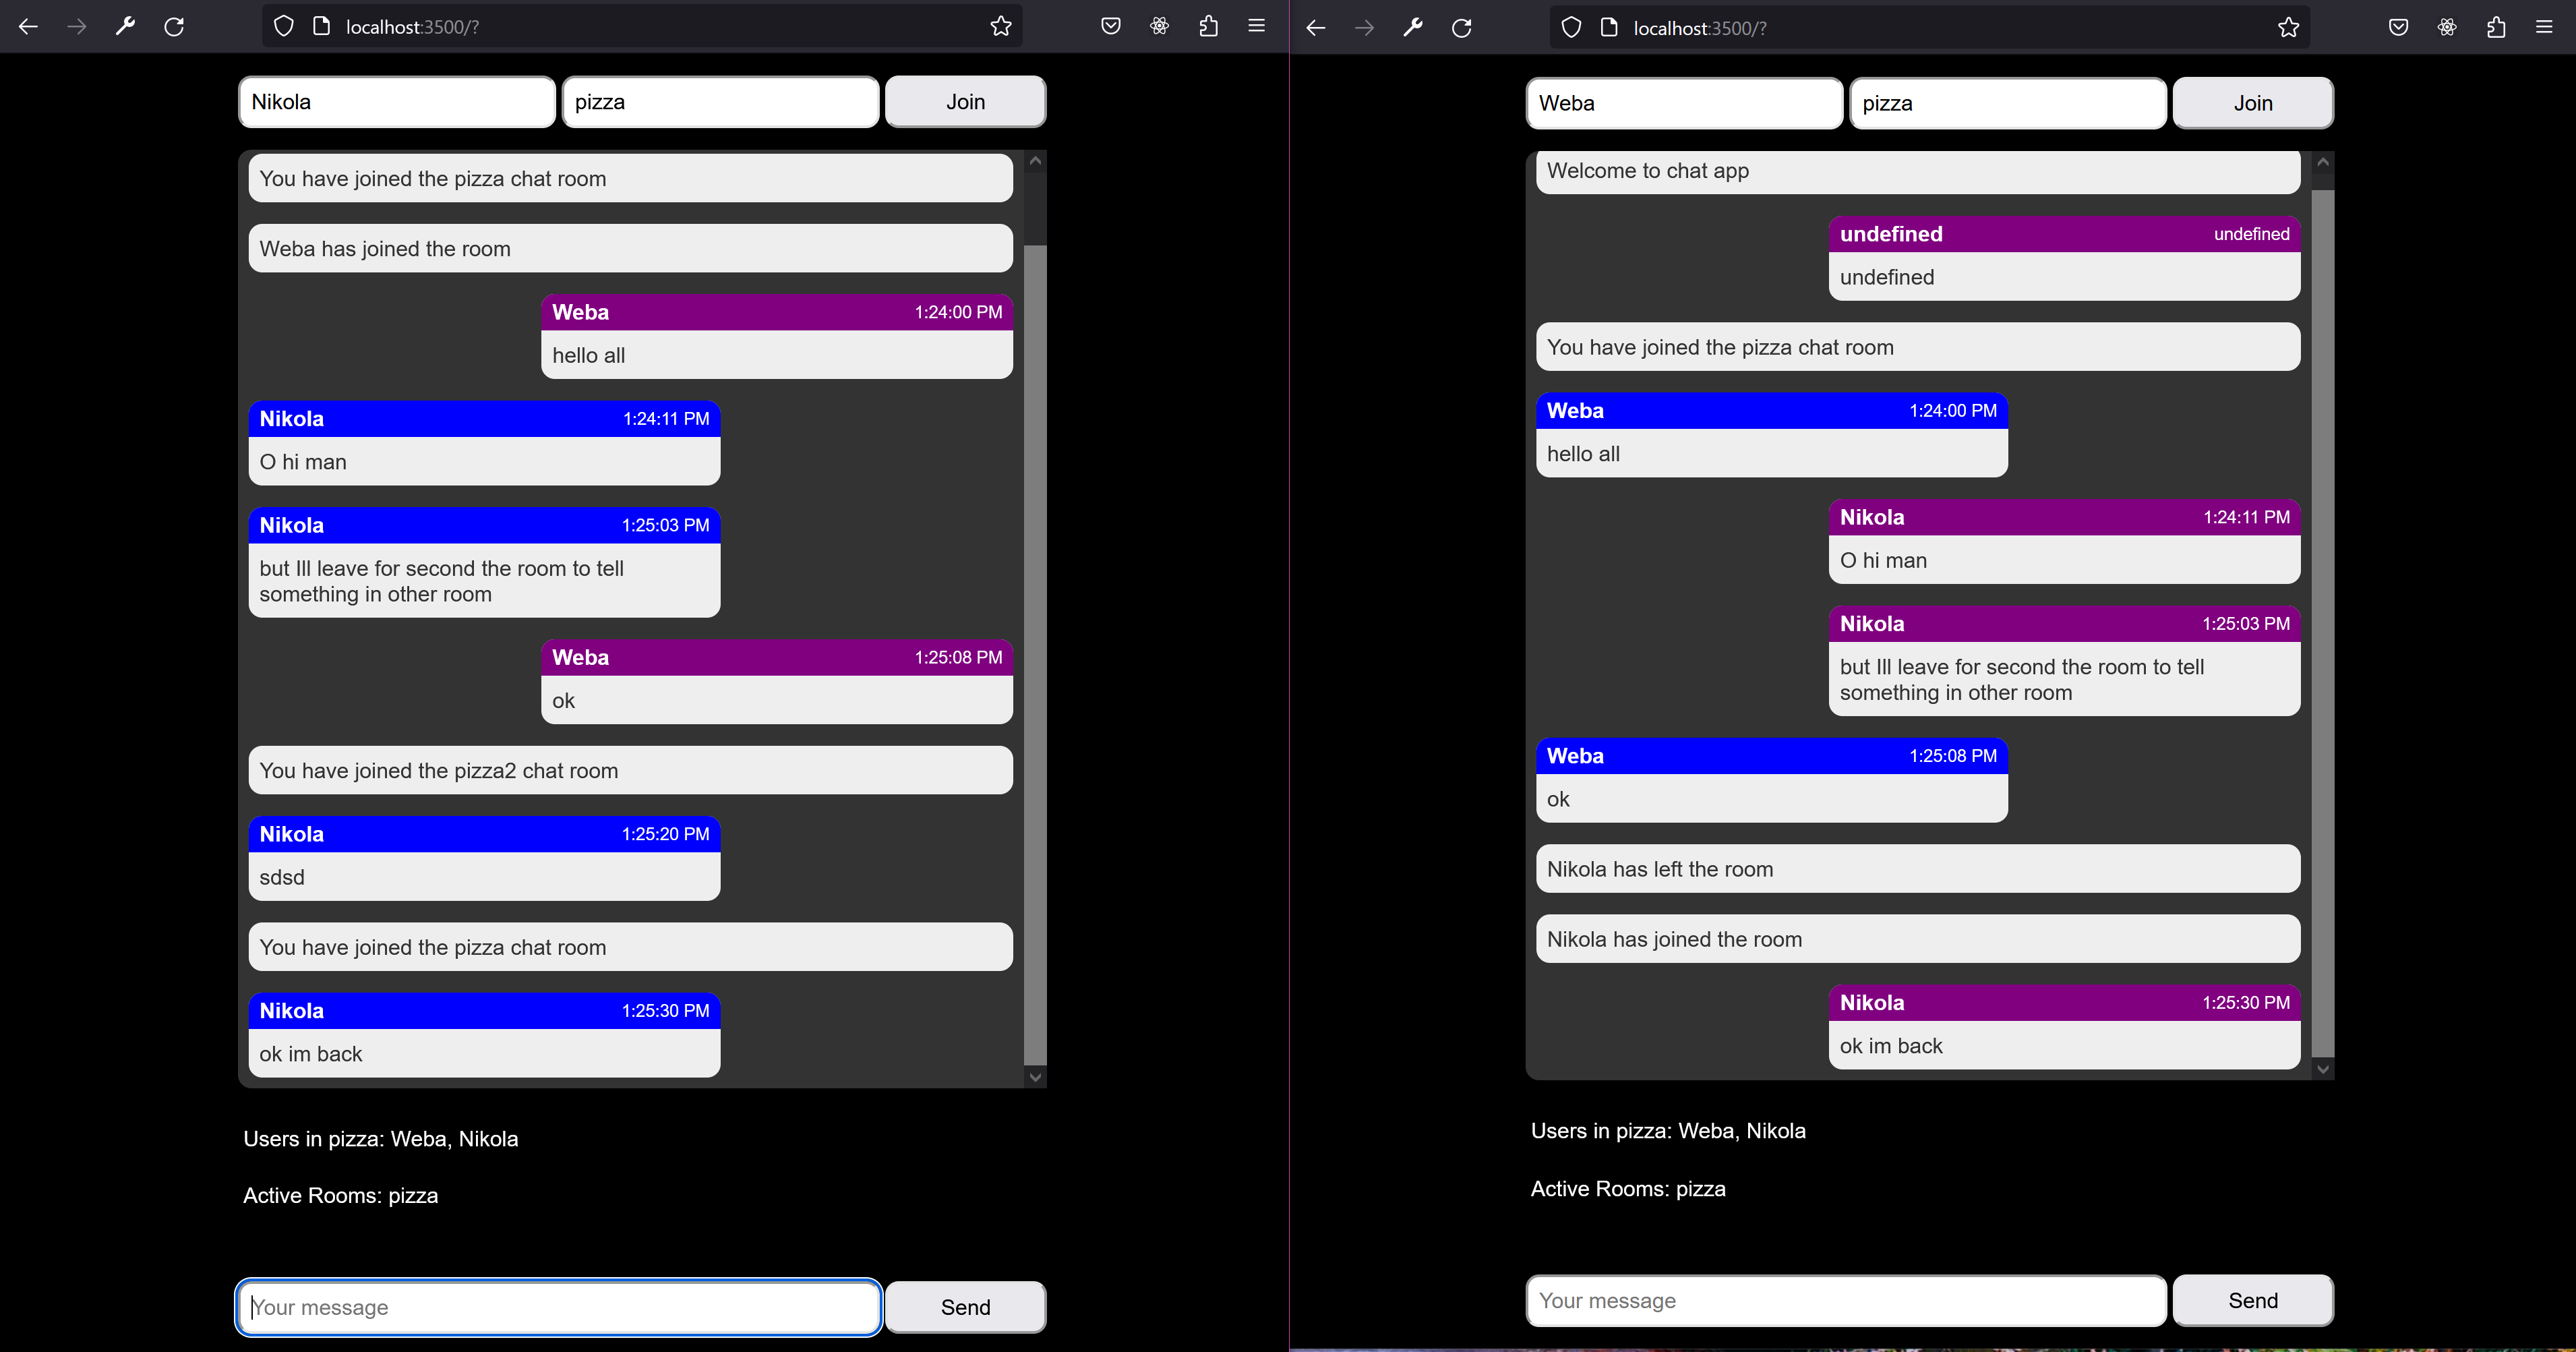 localhost:3500/?
Nikola
pizza
Join
You have joined the pizza chat room
Weba has joined the room
Weba 1:24:00 PM
hello all
Nikola 1:24:11 PM
O hi man
Nikola 1:25:03 PM
but Ill leave for second the room to tell
something in other room
Weba 1:25:08 PM
ok
You have joined the pizza2 chat room
Nikola 1:25:20 PM
sdsd
You have joined the pizza chat room
Nikola 1:25:30 PM
ok im back
Users in pizza: Weba, Nikola
Active Rooms: pizza
Your message
Send
localhost:3500/?
Weba
pizza
Join
Welcome to chat app
undefined undefined
undefined
You have joined the pizza chat room
Weba 1:24:00 PM
hello all
Nikola 1:24:11 PM
O hi man
Nikola 1:25:03 PM
but Ill leave for second the room to tell
something in other room
Weba 1:25:08 PM
ok
Nikola has left the room
Nikola has joined the room
Nikola 1:25:30 PM
ok im back
Users in pizza: Weba, Nikola
Active Rooms: pizza
Your message
Send